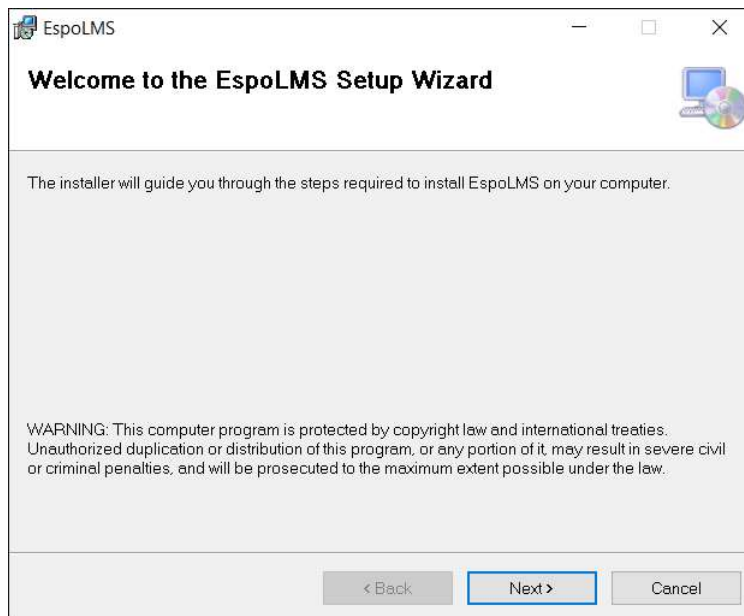 EspoLMS
Welcome to the EspoLMS Setup Wizard
The installer will guide you through the steps required to install EspoLMS on your computer.
WARNING: This computer program is protected by copyright law and international treaties.
Unauthorized duplication or distribution of this program, or any portion of it, may result in severe civil
or criminal penalties, and will be prosecuted to the maximum extent possible under the law.
< Back Next > Cancel